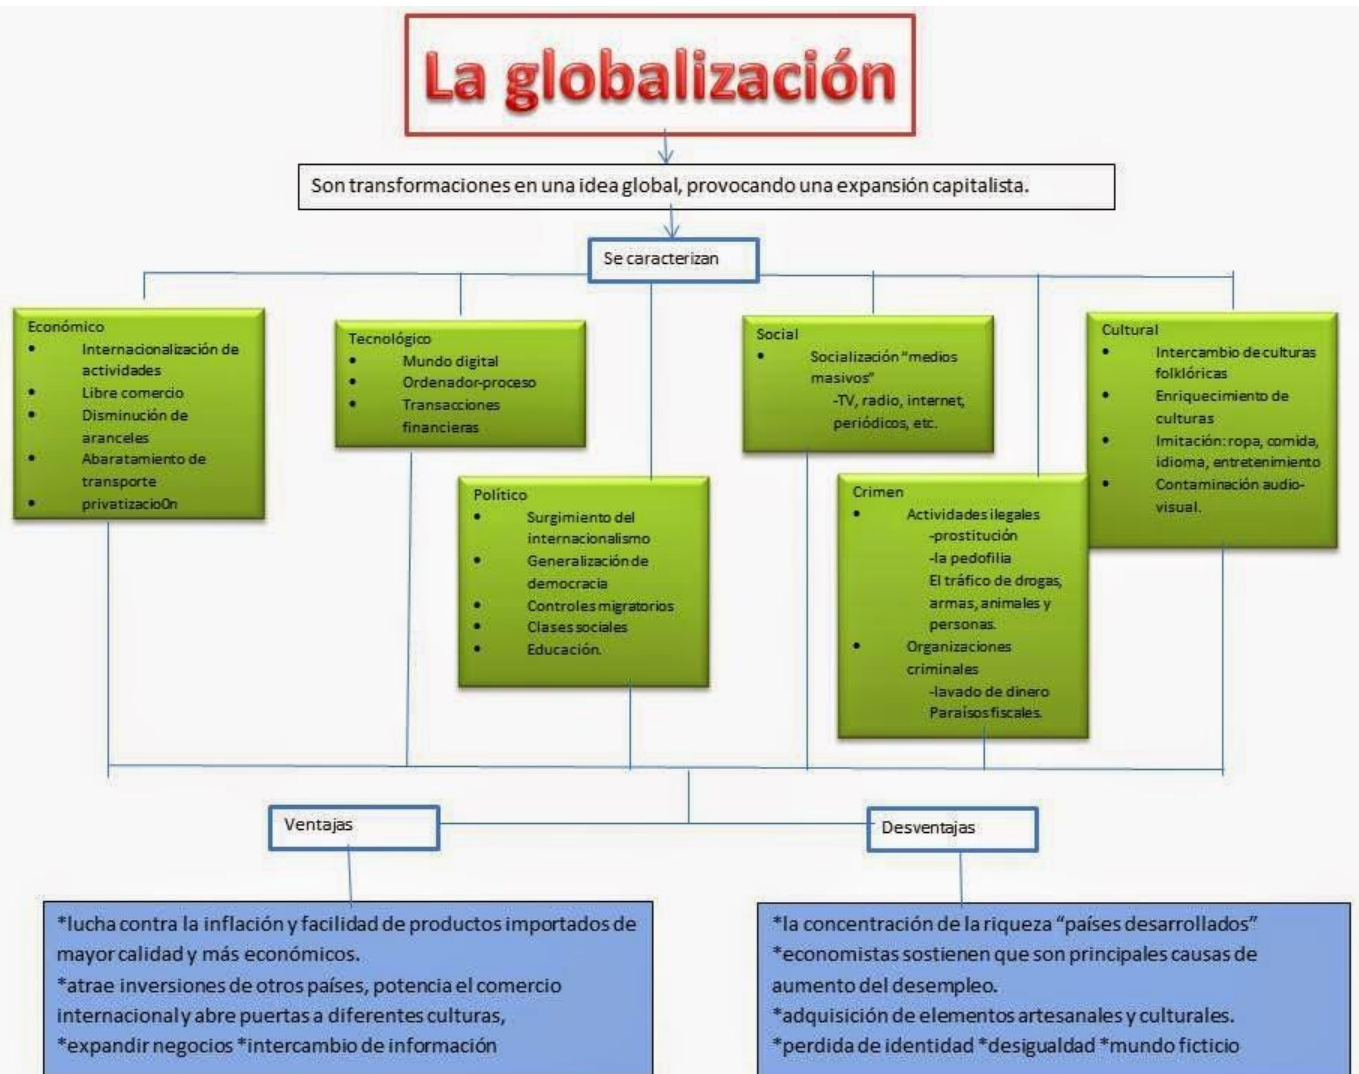 La globalización
Son transformaciones en una idea global, provocando una expansión capitalista.
Se caracterizan
Económico
• Internacionalización de
actividades
• Libre comercio
• Disminución de
aranceles
• Abaratamiento de
transporte
• privatizacio0n
Tecnológico
• Mundo digital
• Ordenador-proceso
• Transacciones
financieras
Político
• Surgimiento del
internacionalismo
• Generalización de
democracia
• Controles migratorios
• Clases sociales
• Educación.
Social
• Socialización “medios
masivos”
-TV, radio, internet,
periódicos, etc.
Crimen
• Actividades ilegales
-prostitución
-la pedofilia
El tráfico de drogas,
armas, animales y
personas.
• Organizaciones
criminales
-lavado de dinero
Paraísos fiscales.
Cultural
• Intercambio de culturas
folklóricas
• Enriquecimiento de
culturas
• Imitación: ropa, comida,
idioma, entretenimiento
• Contaminación audio-
visual.
Ventajas
*lucha contra la inflación y facilidad de productos importados de
mayor calidad y más económicos.
*atrae inversiones de otros países, potencia el comercio
internacional y abre puertas a diferentes culturas,
*expandir negocios *intercambio de información
Desventajas
*la concentración de la riqueza “países desarrollados”
*economistas sostienen que son principales causas de
aumento del desempleo.
*adquisición de elementos artesanales y culturales.
*perdida de identidad *desigualdad *mundo ficticio